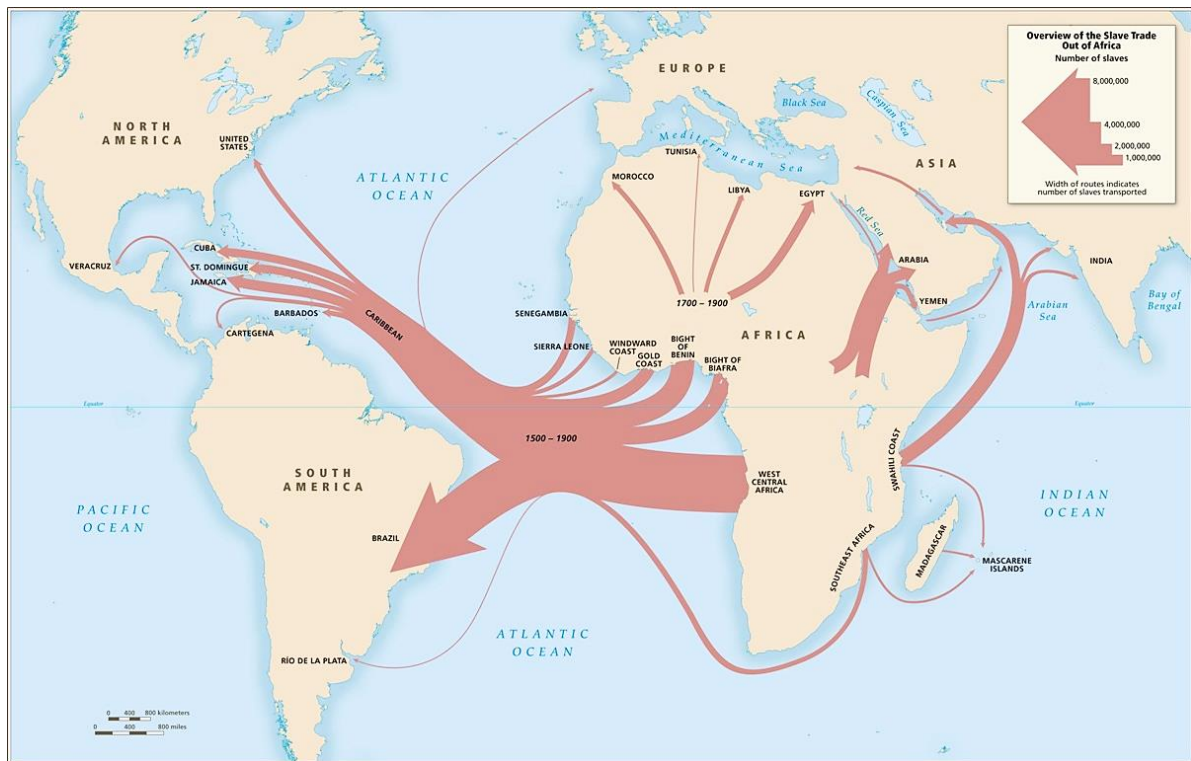 Overview of the Slave Trade
Out of Africa
Number of slaves
8,000,000
4,000,000
2,000,000
1,000,000
Width of routes indicates
number of slaves transported
EUROPE
Black Sea
Caspian Sea
NORTH
AMERICA
UNITED
STATES
Mediterranean Sea
TUNISIA
ASIA
ATLANTIC
OCEAN
MOROCCO
LIBYA
EGYPT
Red Sea
CUBA
VERACRUZ
ST. DOMINGUE
JAMAICA
ARABIA
INDIA
1700 – 1900
YEMEN
Arabian
Sea
Bay of
Bengal
BARBADOS
CARIBBEAN
SENEGAMBIA
CARTEGENA
AFRICA
SIERRA LEONE
WINDWARD
COAST
GOLD
COAST
BIGHT
OF
BENIN
BIGHT OF
BIAFRA
Equator
Equator
1500 – 1900
SWAHILI COAST
SOUTH
AMERICA
WEST
CENTRAL
AFRICA
PACIFIC
OCEAN
INDIAN
OCEAN
BRAZIL
SOUTHEAST AFRICA
MADAGASCAR
MASCARENE
ISLANDS
ATLANTIC
OCEAN
RÍO DE LA PLATA
0 400 800 kilometers
0 400 800 miles